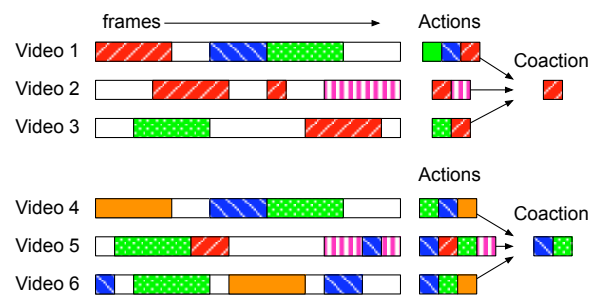 frames
Actions
Video 1
Coaction
Video 2
Video 3
Actions
Video 4
Coaction
Video 5
Video 6